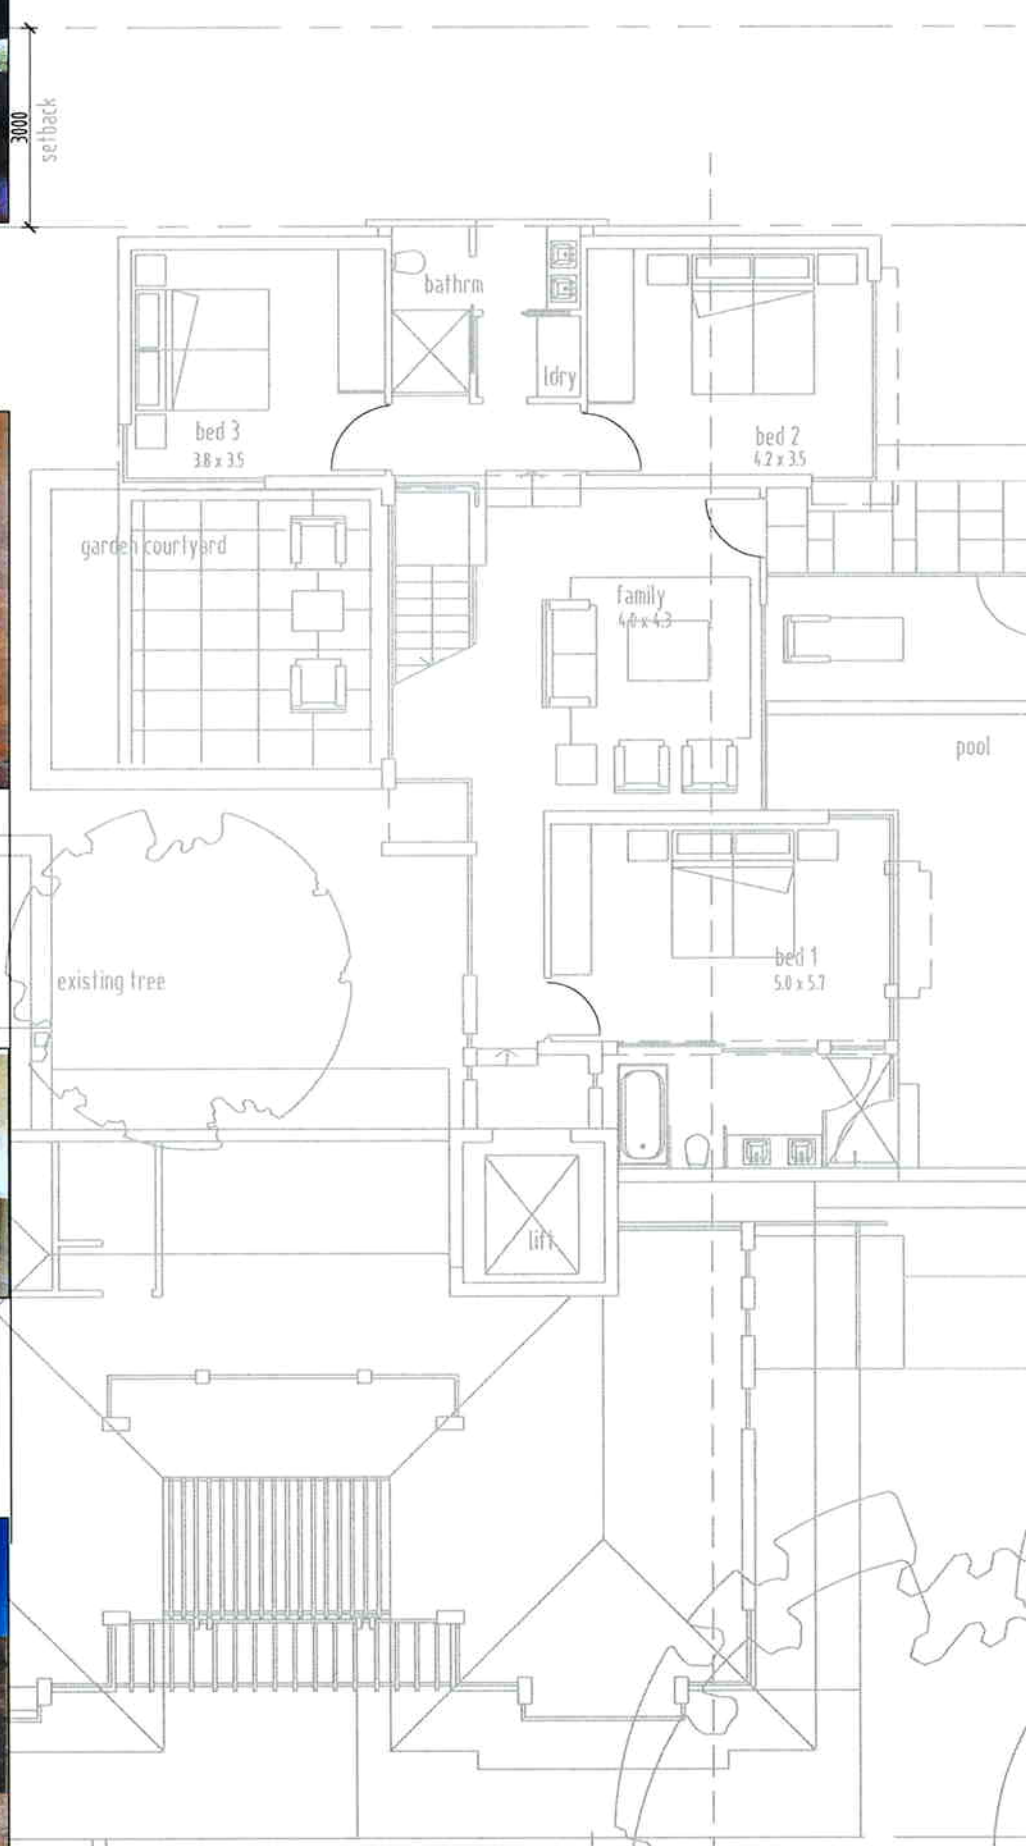 3000
setback
bathrm
ldry
bed 3
3.8 x 3.5
bed 2
4.2 x 3.5
garden courtyard
family
4.0 x 4.3
pool
bed 1
5.0 x 5.7
existing tree
lift